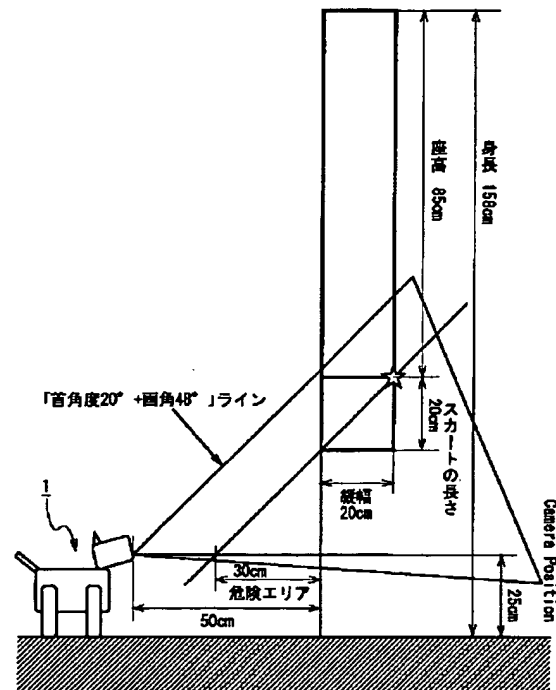 座高 85cm
身長 158cm
「首角度20° +画角48° 」ライン
スカートの長さ
20cm
縦幅
20cm
1
30cm
危険エリア
50cm
25cm
Camera Position